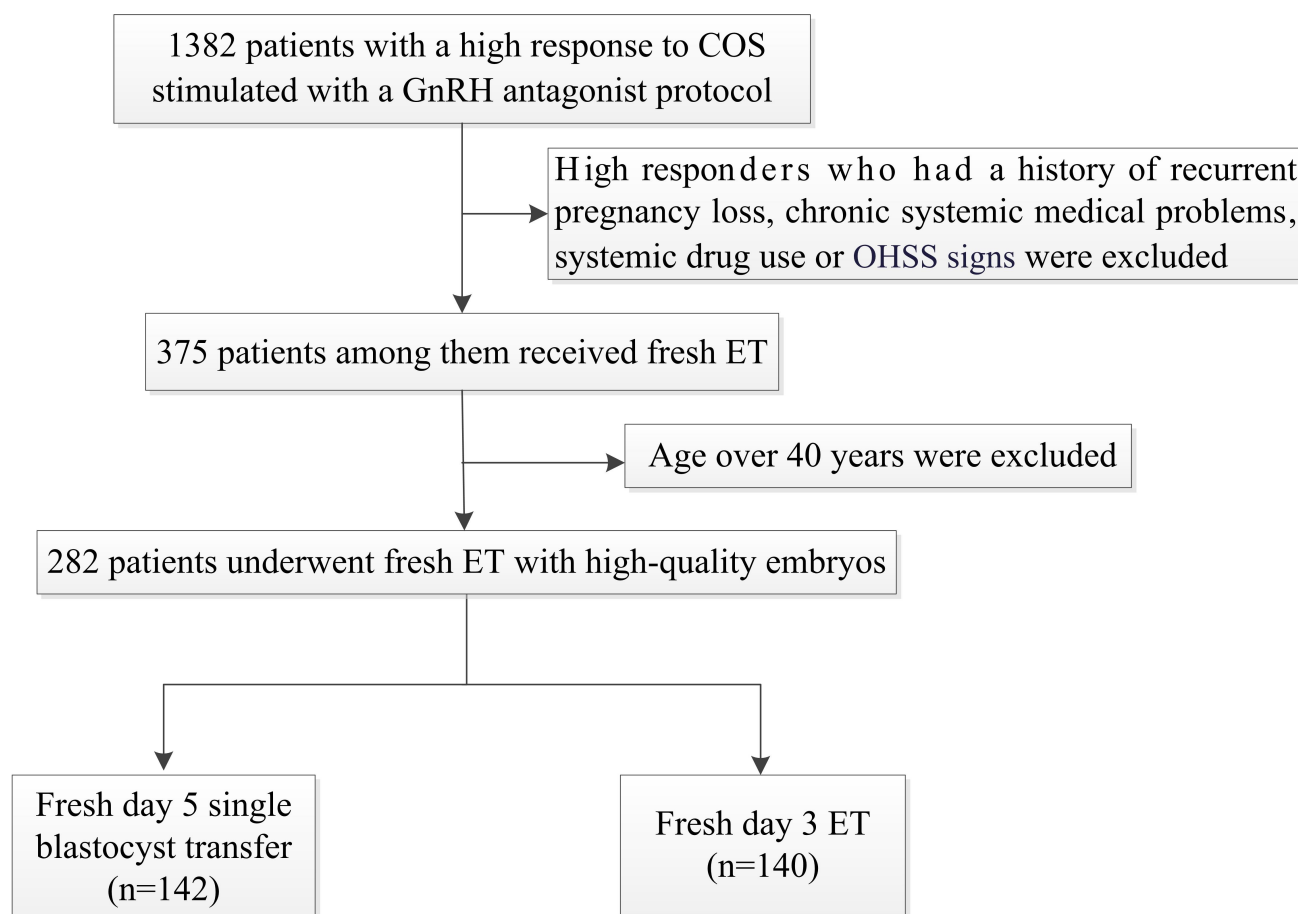 1382 patients with a high response to COS
stimulated with a GnRH antagonist protocol
High responders who had a history of recurrent
pregnancy loss, chronic systemic medical problems,
systemic drug use or OHSS signs were excluded
375 patients among them received fresh ET
Age over 40 years were excluded
282 patients underwent fresh ET with high-quality embryos
Fresh day 5 single
blastocyst transfer
(n=142)
Fresh day 3 ET
(n=140)